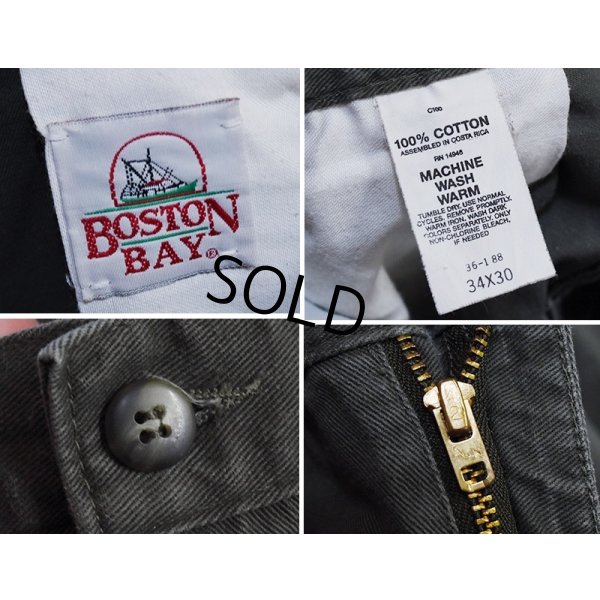 BOSTON
BAY®
C100
100% COTTON
ASSEMBLED IN COSTA RICA
RN 14946
MACHINE
WASH
WARM
TUMBLE DRY. USE NORMAL
CYCLES. REMOVE PROMPTLY.
WARM IRON. WASH DARK
COLORS SEPARATELY. ONLY
NON-CHLORINE BLEACH,
IF NEEDED
36-1 88
34X30
SOLD